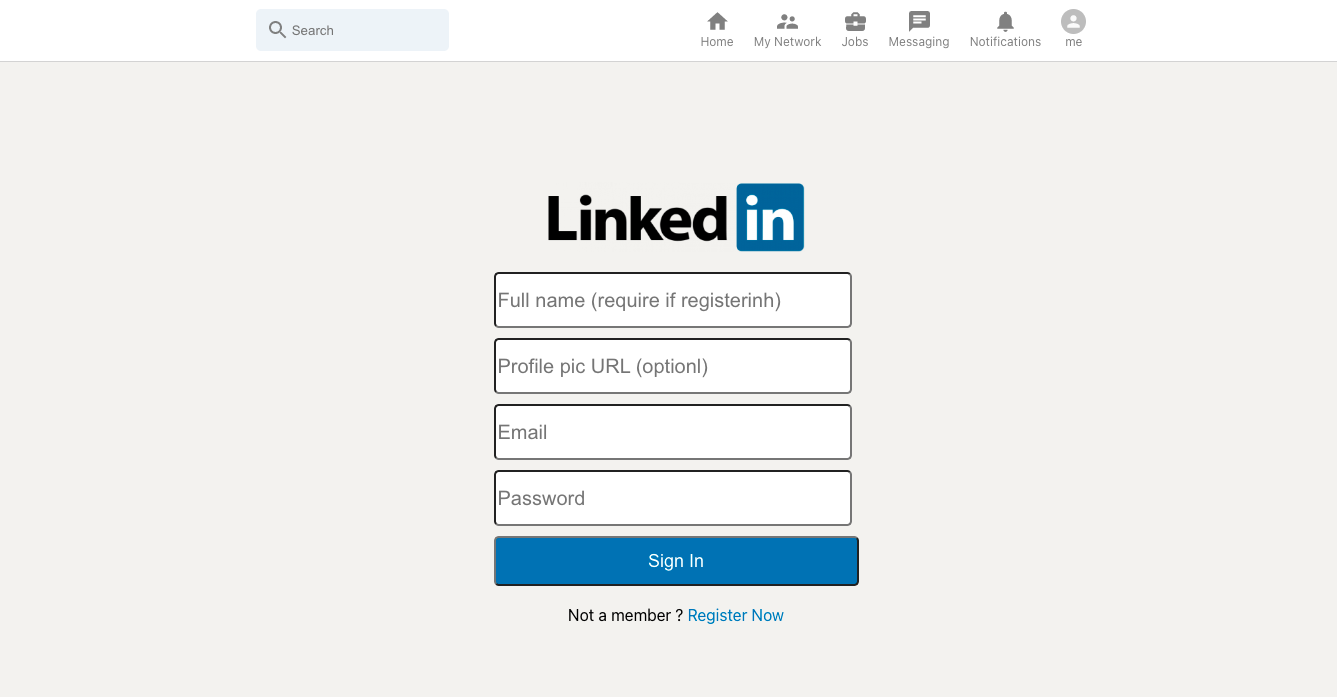 Search
Home My Network Jobs Messaging Notifications me
Linked in
Full name (require if registerinh)
Profile pic URL (optionl)
Email
Password
Sign In
Not a member ? Register Now